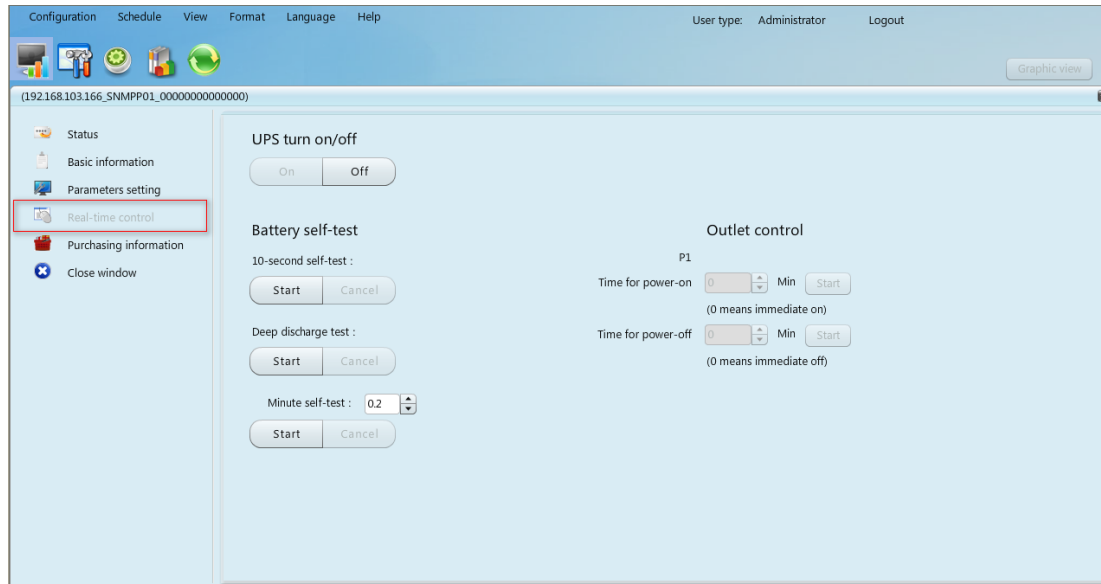 Configuration Schedule View Format Language Help User type: Administrator Logout
Graphic view
(192.168.103.166_SNMPP01_00000000000000)
Status
Basic information
Parameters setting
Real-time control
Purchasing information
Close window
UPS turn on/off
On Off
Battery self-test
10-second self-test :
Start Cancel
Deep discharge test :
Start Cancel
Minute self-test : 0.2
Start Cancel
Outlet control
P1
Time for power-on 0 Min Start
(0 means immediate on)
Time for power-off 0 Min Start
(0 means immediate off)